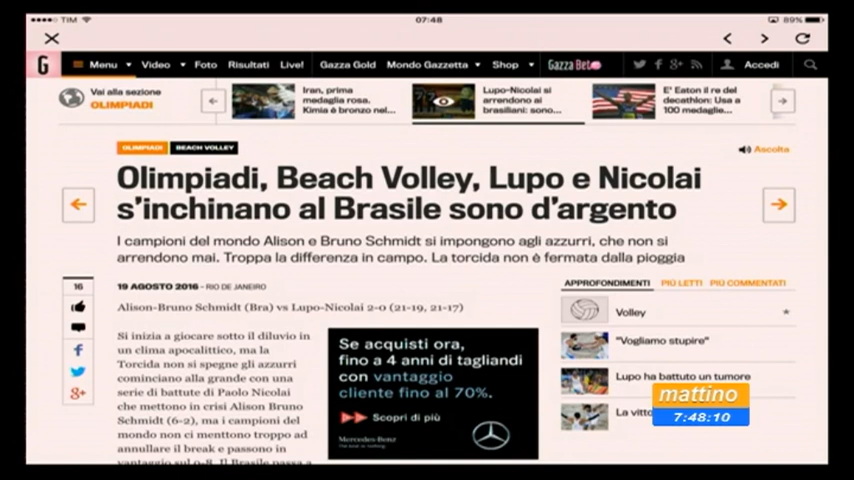 TIM 07:48 89%
G Menu Video Foto Risultati Live! Gazza Gold Mondo Gazzetta Shop Gazza Bet Accedi
Vai alla sezione
OLIMPIADI
Iran, prima
medaglia rosa.
Kimia è bronzo nel...
Lupo-Nicolai si
arrendono ai
brasiliani: sono...
E' Eaton il re del
decathlon: Usa a
100 medaglie...
OLIMPIADI BEACH VOLLEY
Ascolta
Olimpiadi, Beach Volley, Lupo e Nicolai
s'inchinano al Brasile sono d'argento
I campioni del mondo Alison e Bruno Schmidt si impongono agli azzurri, che non si
arrendono mai. Troppa la differenza in campo. La torcida non è fermata dalla pioggia
16
19 AGOSTO 2016 - RIO DE JANEIRO
Alison-Bruno Schmidt (Bra) vs Lupo-Nicolai 2-0 (21-19, 21-17)
Si inizia a giocare sotto il diluvio in
un clima apocalittico, ma la
Torcida non si spegne gli azzurri
cominciano alla grande con una
serie di battute di Paolo Nicolai
che mettono in crisi Alison Bruno
Schmidt (6-2), ma i campioni del
mondo non ci mentono troppo ad
annullare il break e passono in
vantaggio sul 9-8. Il Brasile passa a
Se acquisti ora,
fino a 4 anni di tagliandi
con vantaggio
cliente fino al 70%.
Scopri di più
Mercedes-Benz
APPROFONDIMENTI PIÙ LETTI PIÙ COMMENTATI
Volley
"Vogliamo stupire"
Lupo ha battuto un tumore
La vitto
mattino
7:48:10